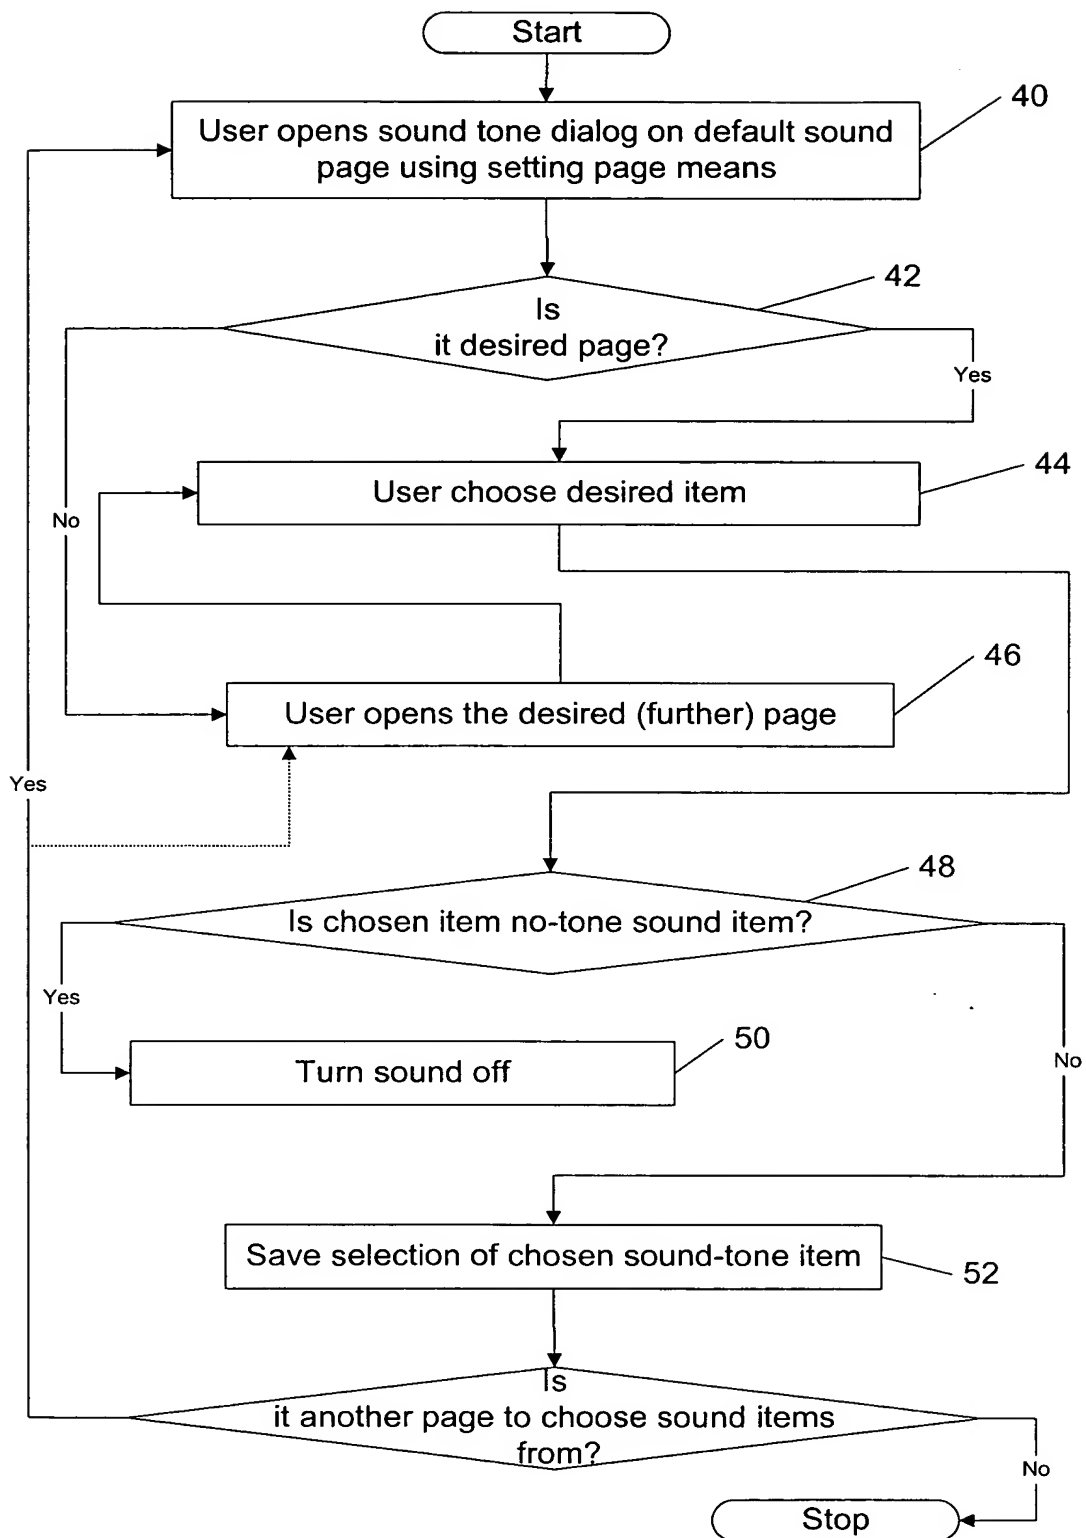 Start
40
User opens sound tone dialog on default sound
page using setting page means
42
Is
it desired page?
Yes
44
User choose desired item
No
46
User opens the desired (further) page
Yes
48
Is chosen item no-tone sound item?
Yes
50
Turn sound off
No
Save selection of chosen sound-tone item
52
Is
it another page to choose sound items
from?
No
Stop